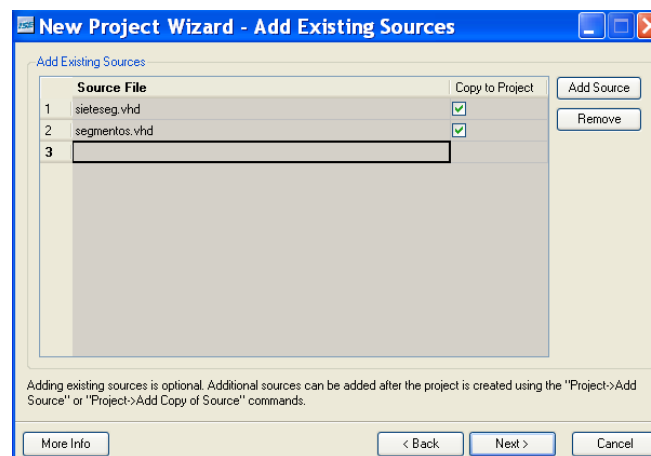 ISE New Project Wizard - Add Existing Sources
Add Existing Sources
Source File Copy to Project
1 sieteseg.vhd
2 segmentos.vhd
3
Add Source
Remove
Adding existing sources is optional. Additional sources can be added after the project is created using the "Project->Add
Source" or "Project->Add Copy of Source" commands.
More Info < Back Next > Cancel